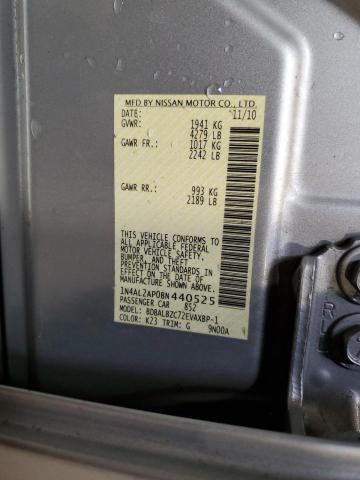 MFD BY NISSAN MOTOR CO., LTD.
DATE: 11/10
GVWR: 1941 KG
4279 LB
GAWR FR.: 1017 KG
2242 LB
GAWR RR.: 993 KG
2189 LB
THIS VEHICLE CONFORMS TO ALL
APPLICABLE FEDERAL
MOTOR VEHICLE SAFETY,
BUMPER, AND THEFT
PREVENTION STANDARDS
IN EFFECT ON THE DATE OF
MANUFACTURE SHOWN ABOVE.
1N4AL2AP0BN440525
PASSENGER CAR 852
MODEL: BDBALBZC72EVAXBP-1
COLOR: K23 TRIM: G 9N00A